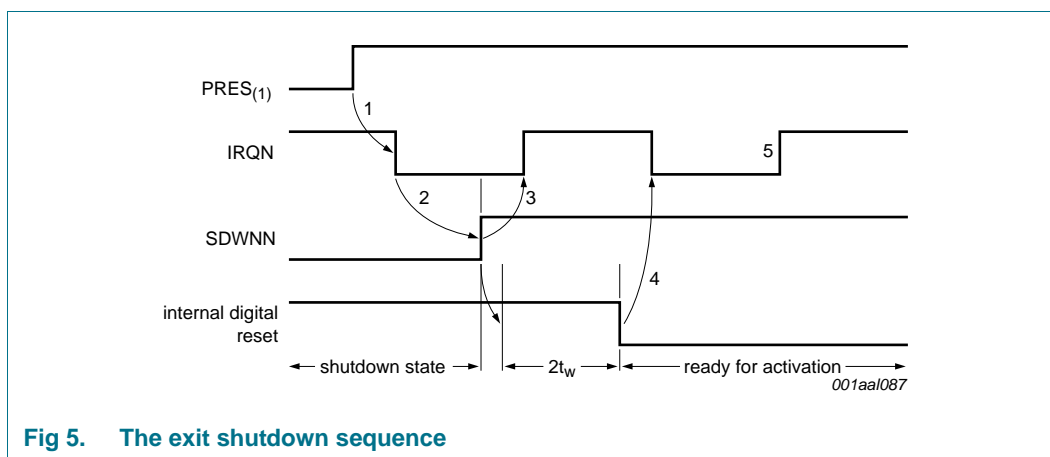 PRES(1)
1
IRQN
5
2
3
SDWNN
4
internal digital
reset
shutdown state
2tw
ready for activation
001aal087
Fig 5. The exit shutdown sequence